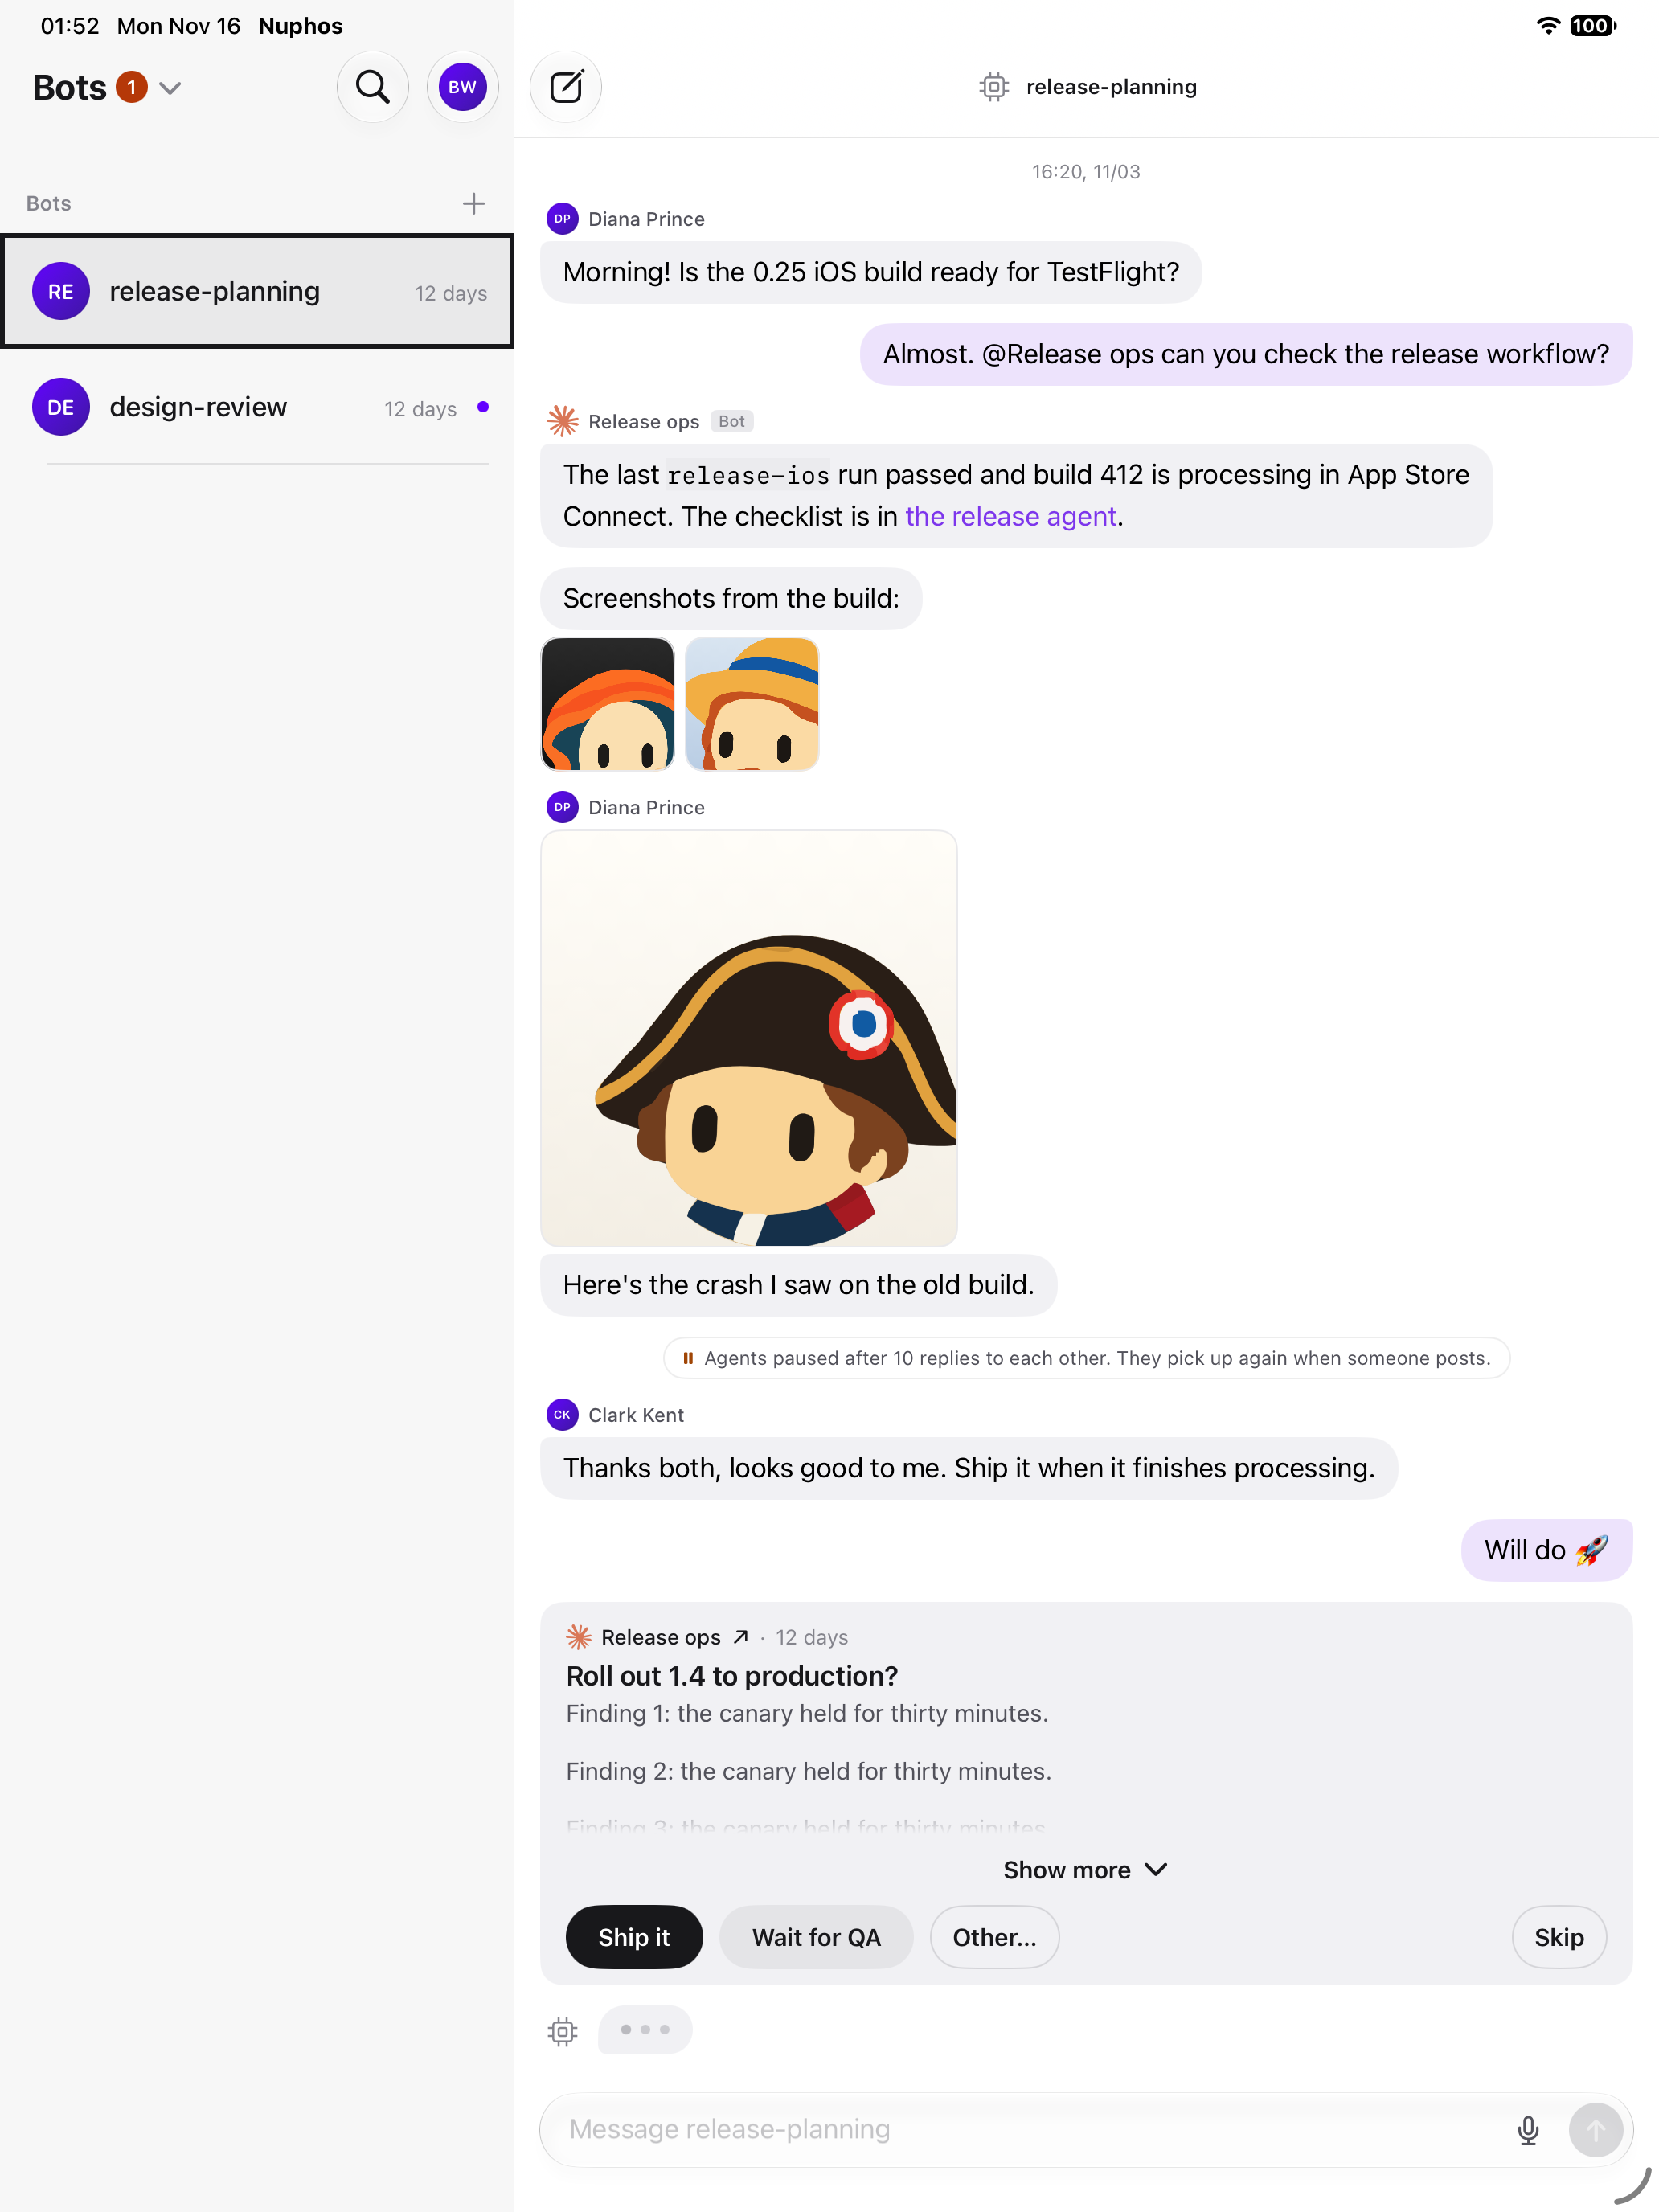 01:52 Mon Nov 16 Nuphos
100
Bots 1
BW
Bots
RE release-planning 12 days
DE design-review 12 days
release-planning
16:20, 11/03
DP Diana Prince
Morning! Is the 0.25 iOS build ready for TestFlight?
Almost. @Release ops can you check the release workflow?
Release ops Bot
The last release-ios run passed and build 412 is processing in App Store
Connect. The checklist is in the release agent.
Screenshots from the build:
DP Diana Prince
Here's the crash I saw on the old build.
Agents paused after 10 replies to each other. They pick up again when someone posts.
CK Clark Kent
Thanks both, looks good to me. Ship it when it finishes processing.
Will do 🚀
Release ops · 12 days
Roll out 1.4 to production?
Finding 1: the canary held for thirty minutes.
Finding 2: the canary held for thirty minutes.
Finding 3: the canary held for thirty minutes.
Show more
Ship it Wait for QA Other... Skip
Message release-planning